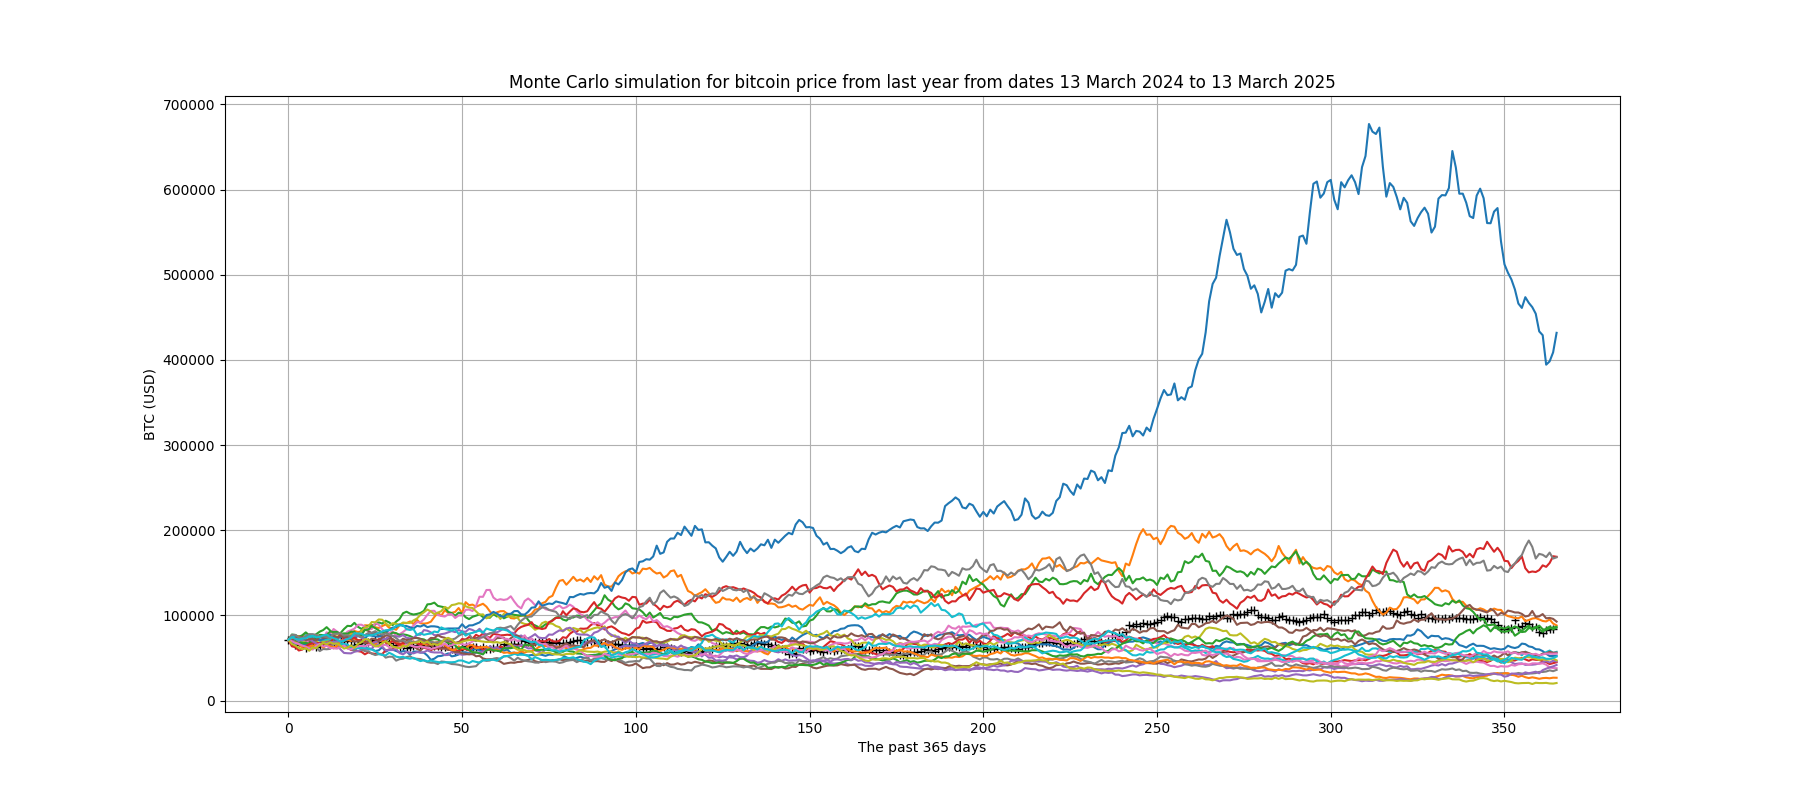 Monte Carlo simulation for bitcoin price from last year from dates 13 March 2024 to 13 March 2025
700000
600000
500000
400000
300000
200000
100000
0
BTC (USD)
0 50 100 150 200 250 300 350
The past 365 days